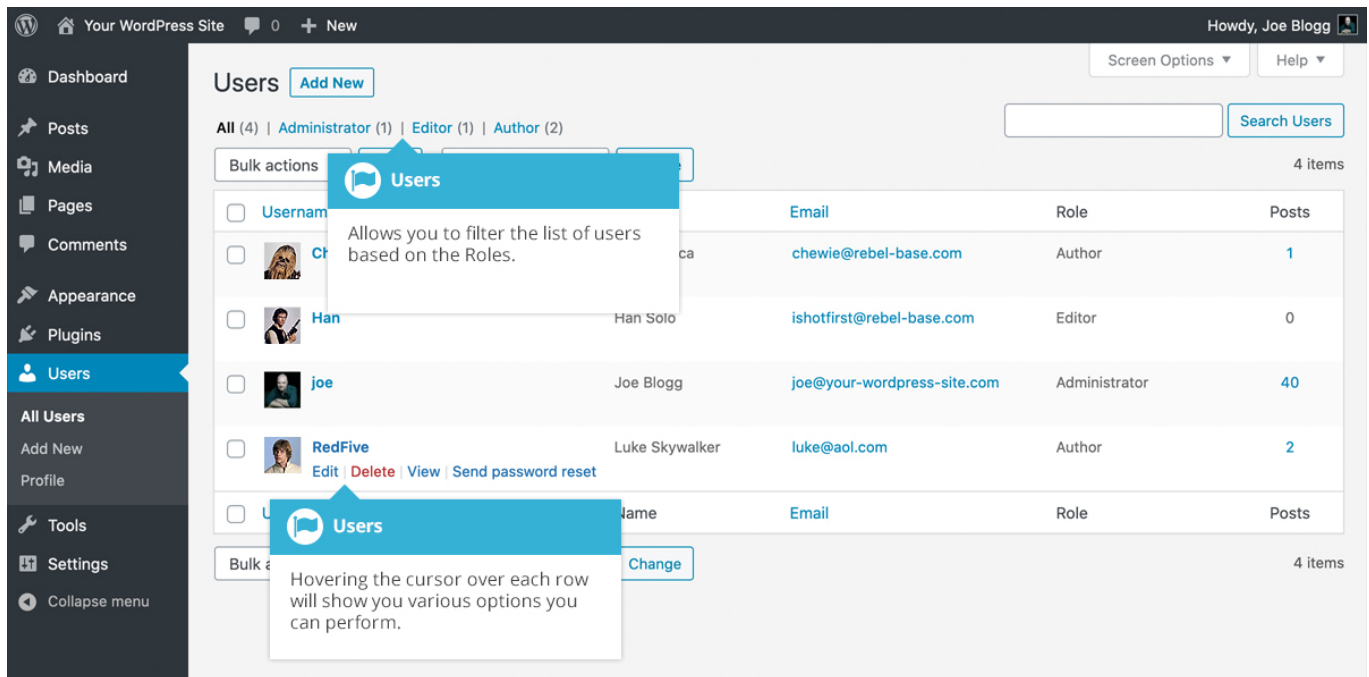 Your WordPress Site 0 + New Howdy, Joe Blogg
Screen Options ▼ Help ▼
Dashboard
Posts
Media
Pages
Comments
Appearance
Plugins
Users
All Users
Add New
Profile
Tools
Settings
Collapse menu
Users Add New
All (4) | Administrator (1) | Editor (1) | Author (2)
Search Users
Bulk actions
4 items
Users
Allows you to filter the list of users
based on the Roles.
Email Role Posts
chewie@rebel-base.com Author 1
Han Han Solo ishotfirst@rebel-base.com Editor 0
joe Joe Blogg joe@your-wordpress-site.com Administrator 40
RedFive Luke Skywalker luke@aol.com Author 2
Edit | Delete | View | Send password reset
Name Email Role Posts
Change
4 items
Users
Hovering the cursor over each row
will show you various options you
can perform.